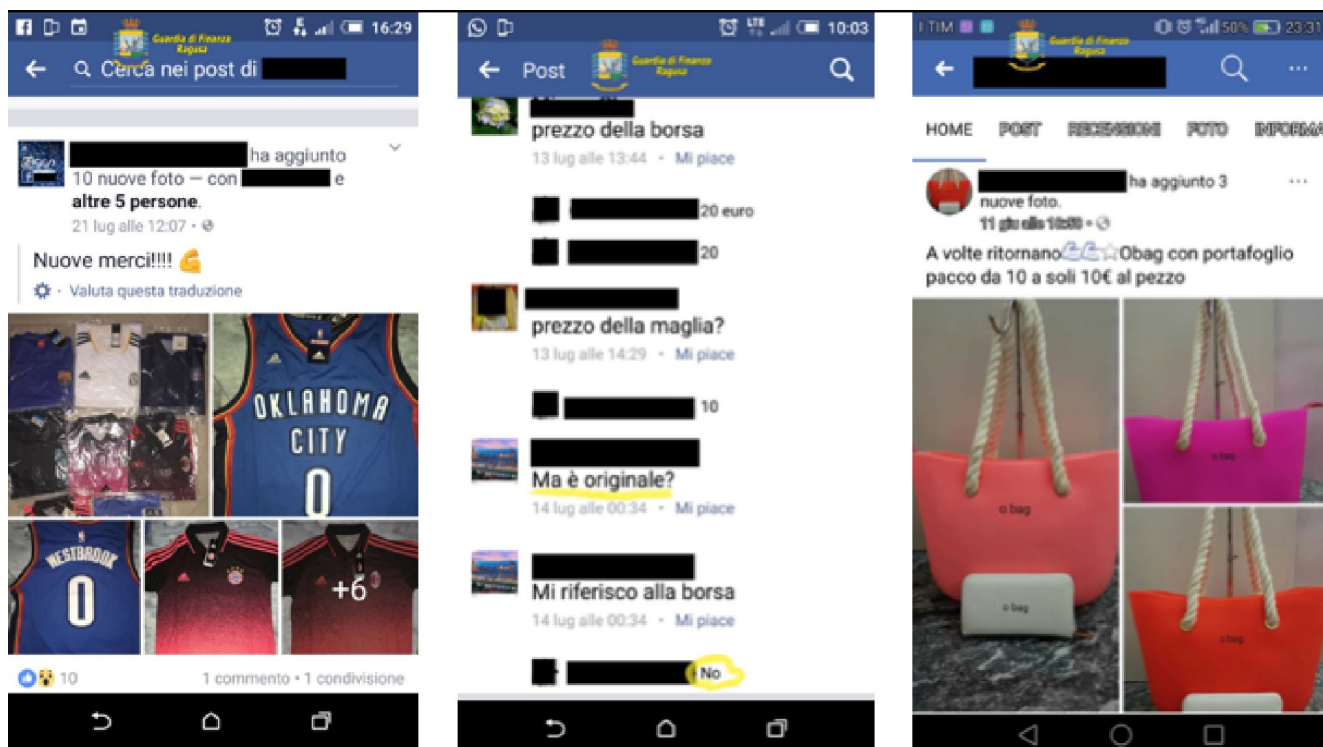 16:29
Guardia di Finanza
Ragusa
Cerca nei post di
ha aggiunto
10 nuove foto — con e
altre 5 persone.
21 lug alle 12:07
Nuove merci!!!!
Valuta questa traduzione
OKLAHOMA
CITY
0
WESTBROOK
0
+6
10
1 commento • 1 condivisione
LTE
10:03
Guardia di Finanza
Ragusa
Post
prezzo della borsa
13 lug alle 13:44 • Mi piace
20 euro
20
prezzo della maglia?
13 lug alle 14:29 • Mi piace
10
Ma è originale?
14 lug alle 00:34 • Mi piace
Mi riferisco alla borsa
14 lug alle 00:34 • Mi piace
No
I TIM
50%
23:31
Guardia di Finanza
Ragusa
HOME POST RECENSIONI FOTO INFORMA
ha aggiunto 3
nuove foto.
11 giu alle
A volte ritornano Obag con portafoglio
pacco da 10 a soli 10€ al pezzo
o bag
o bag
o bag
o bag